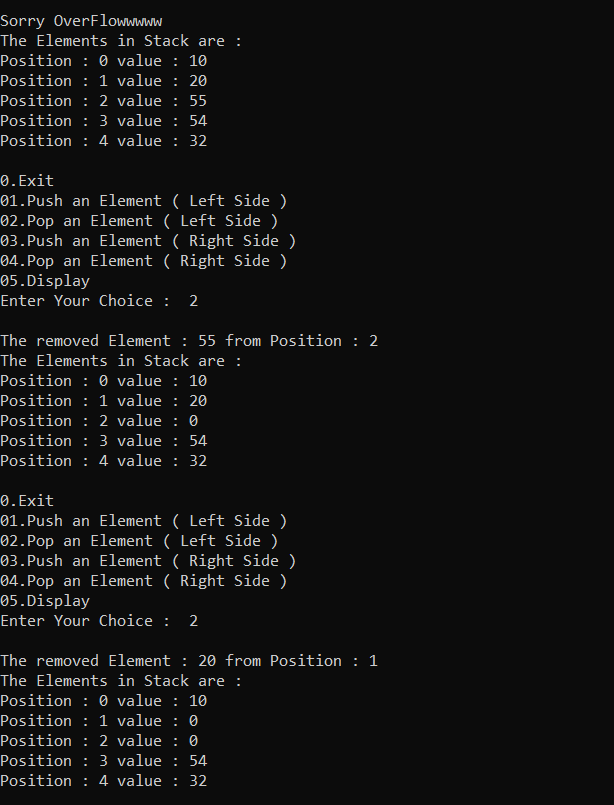 Sorry OverFlowwwww
The Elements in Stack are :
Position : 0 value : 10
Position : 1 value : 20
Position : 2 value : 55
Position : 3 value : 54
Position : 4 value : 32
0.Exit
01.Push an Element ( Left Side )
02.Pop an Element ( Left Side )
03.Push an Element ( Right Side )
04.Pop an Element ( Right Side )
05.Display
Enter Your Choice :  2
The removed Element : 55 from Position : 2
The Elements in Stack are :
Position : 0 value : 10
Position : 1 value : 20
Position : 2 value : 0
Position : 3 value : 54
Position : 4 value : 32
0.Exit
01.Push an Element ( Left Side )
02.Pop an Element ( Left Side )
03.Push an Element ( Right Side )
04.Pop an Element ( Right Side )
05.Display
Enter Your Choice :  2
The removed Element : 20 from Position : 1
The Elements in Stack are :
Position : 0 value : 10
Position : 1 value : 0
Position : 2 value : 0
Position : 3 value : 54
Position : 4 value : 32